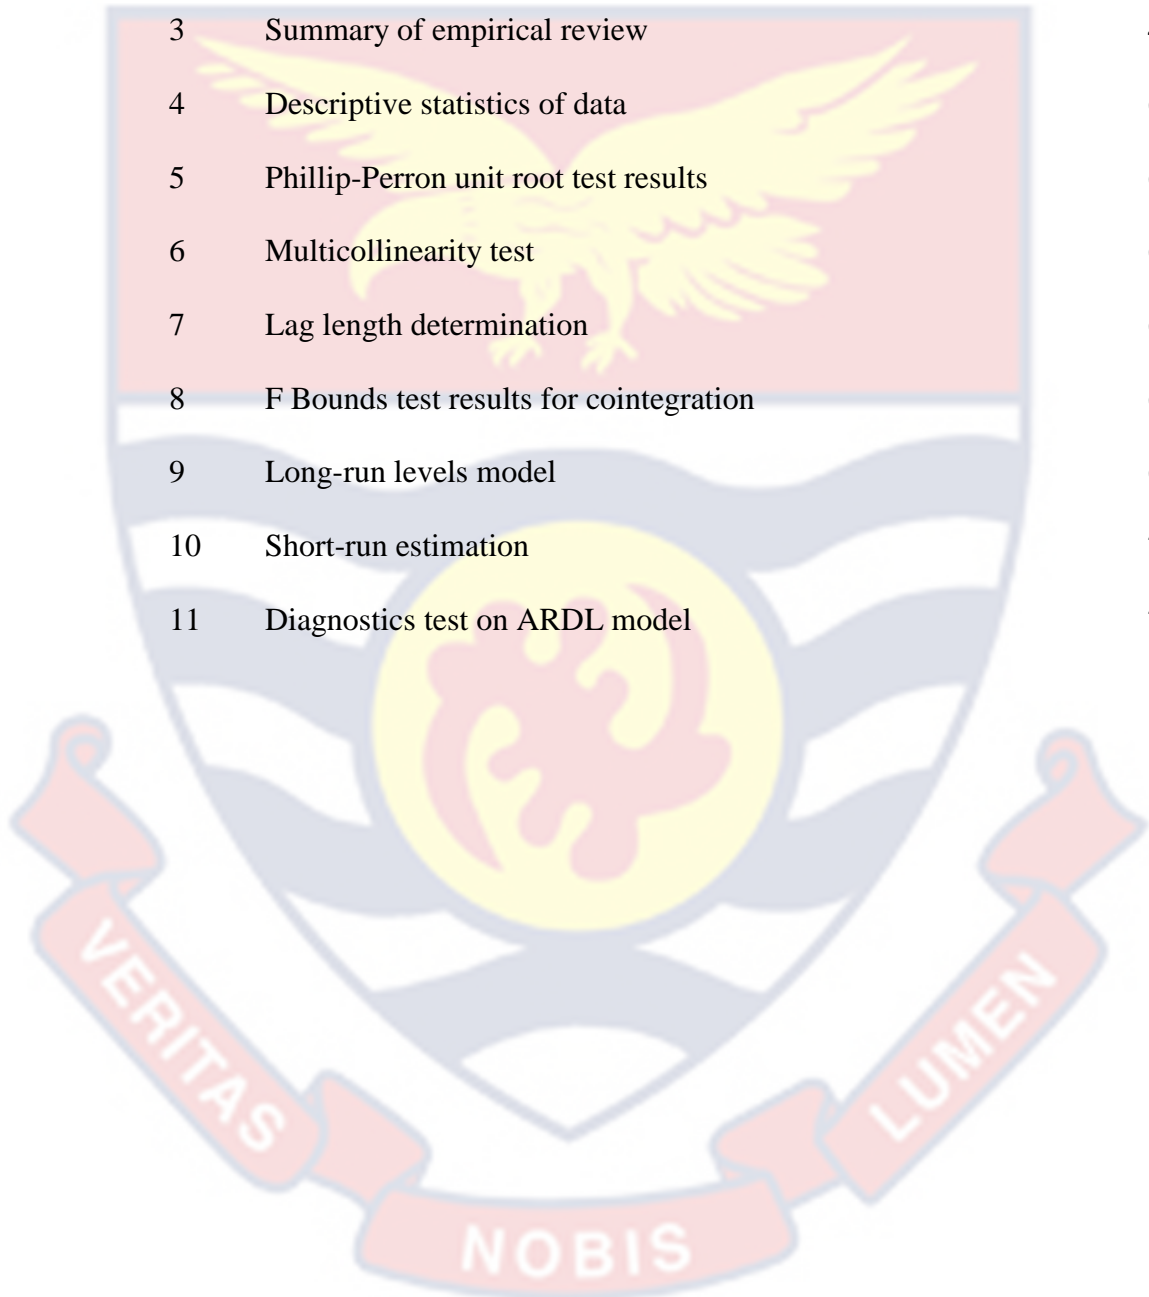 3 Summary of empirical review
4 Descriptive statistics of data
5 Phillip-Perron unit root test results
6 Multicollinearity test
7 Lag length determination
8 F Bounds test results for cointegration
9 Long-run levels model
10 Short-run estimation
11 Diagnostics test on ARDL model
VERITAS
NOBIS
LUMEN